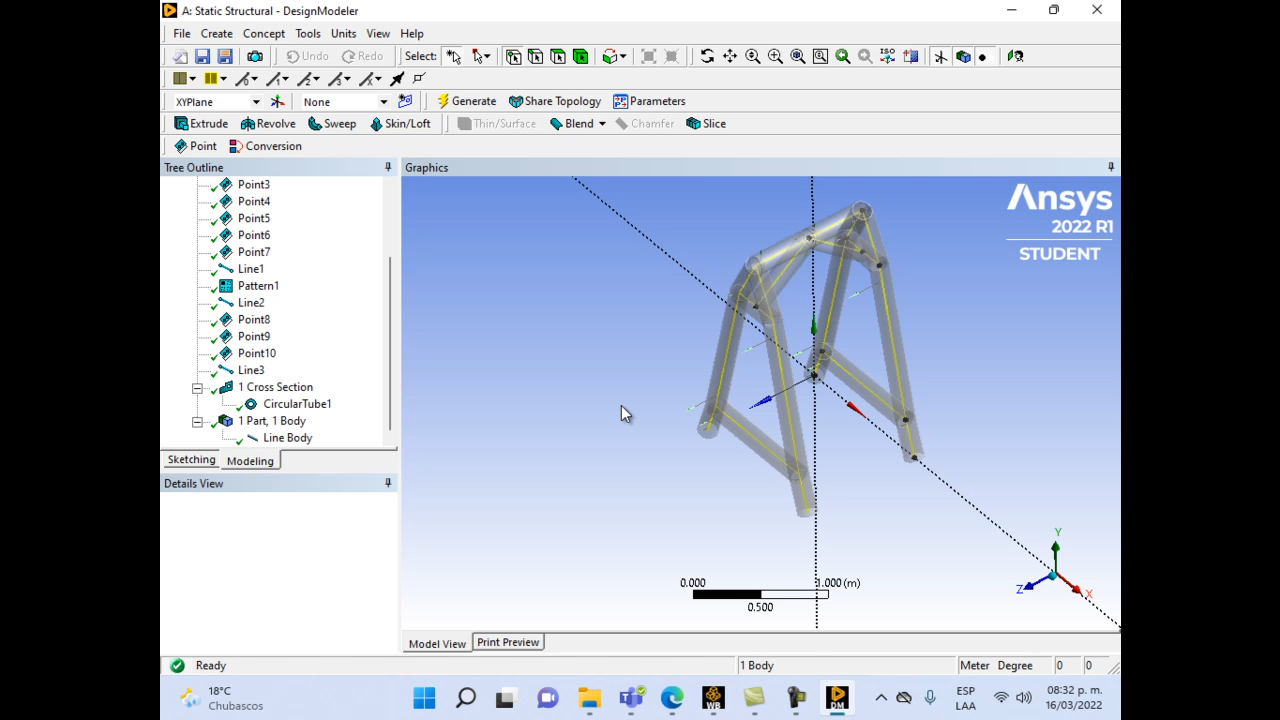 A: Static Structural - DesignModeler
File Create Concept Tools Units View Help
Undo Redo Select:
XYPlane None Generate Share Topology Parameters
Extrude Revolve Sweep Skin/Loft Thin/Surface Blend Chamfer Slice
Point Conversion
Tree Outline
Point3
Point4
Point5
Point6
Point7
Line1
Pattern1
Line2
Point8
Point9
Point10
Line3
1 Cross Section
CircularTube1
1 Part, 1 Body
Line Body
Sketching Modeling
Details View
Graphics
Ansys
2022 R1
STUDENT
Y
Z
X
0.000 1.000 (m)
0.500
Model View Print Preview
Ready 1 Body Meter Degree 0 0
18°C
Chubascos
WB
DM
ESP
LAA
08:32 p. m.
16/03/2022